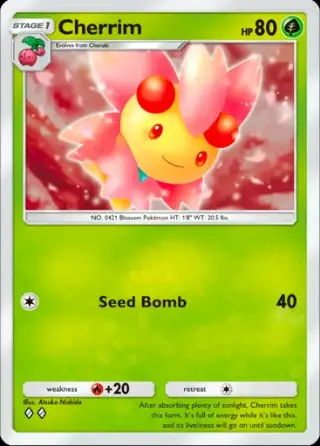 STAGE 1
Cherrim
HP 80
Evolves from Cherubi
NO. 0421 Blossom Pokémon HT: 1'8" WT: 20.5 lbs.
Seed Bomb 40
weakness +20 retreat
Illus. Atsuko Nishida
After absorbing plenty of sunlight, Cherrim takes
this form. It's full of energy while it's like this,
and its liveliness will go on until sundown.